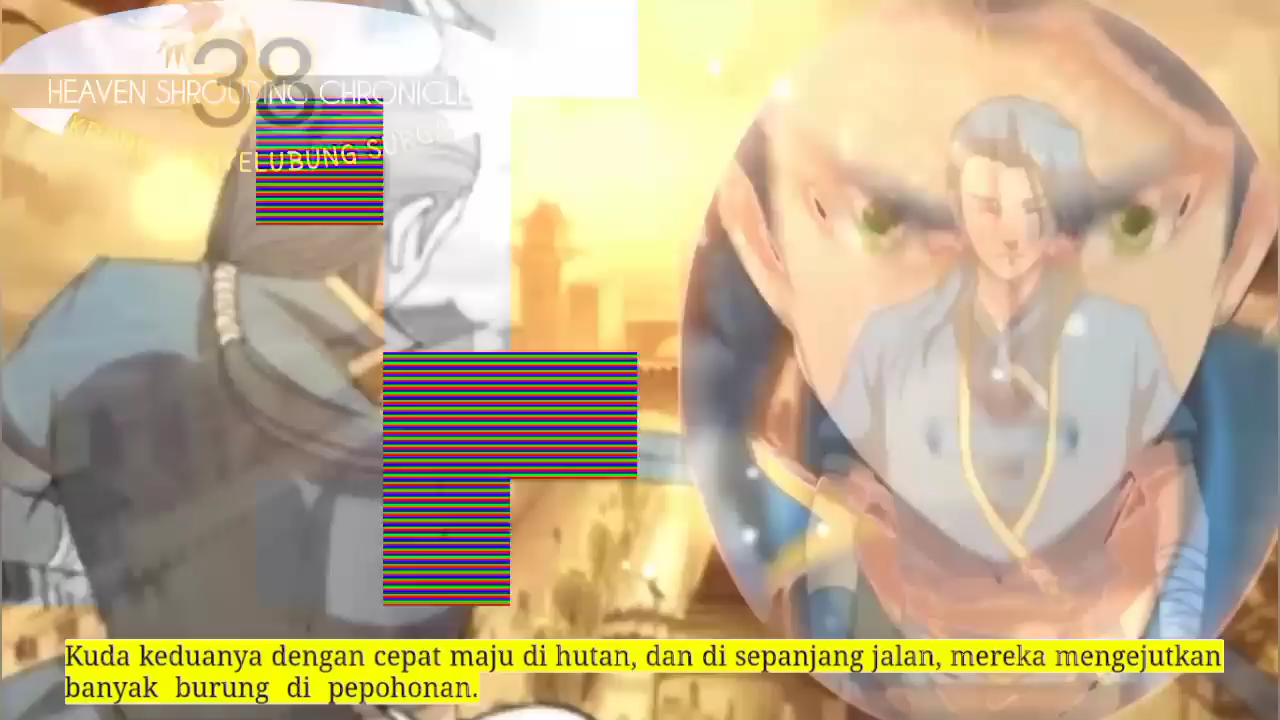 38
HEAVEN SHROUDING CHRONICLE
Kuda keduanya dengan cepat maju di hutan, dan di sepanjang jalan, mereka mengejutkan
banyak burung di pepohonan.